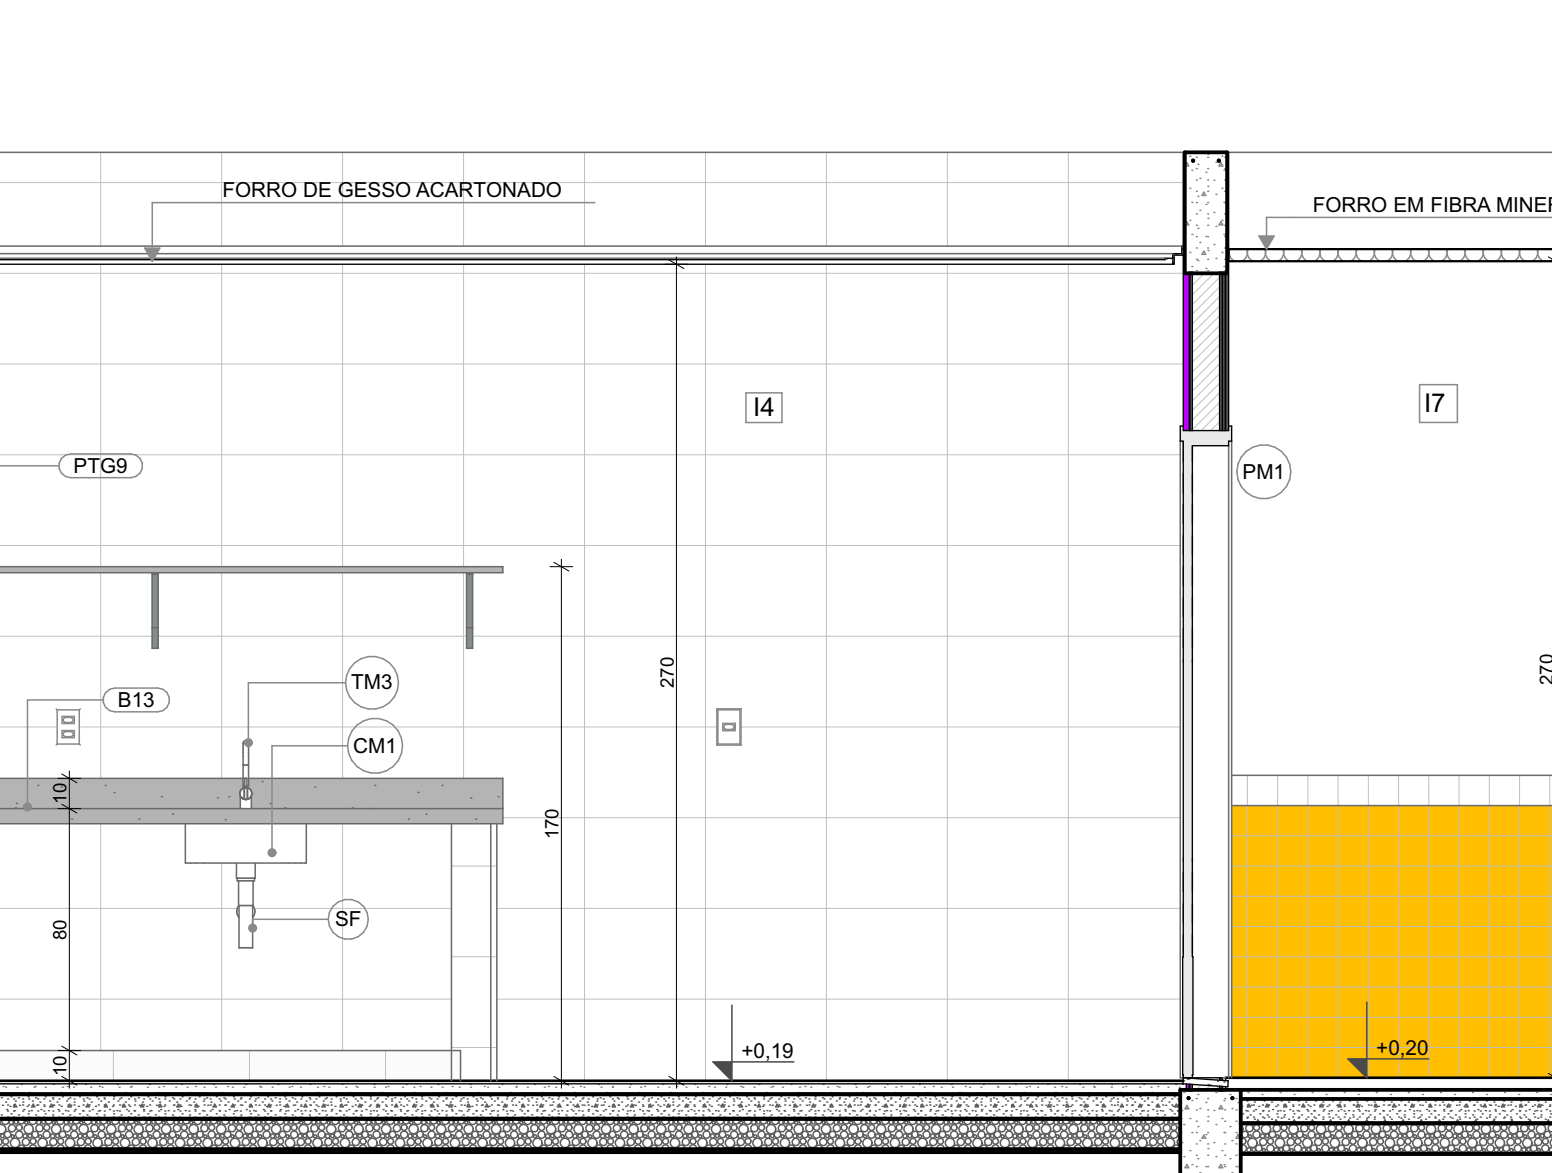 FORRO DE GESSO ACARTONADO
FORRO EM FIBRA MINER
I4
I7
PTG9
PM1
TM3
B13
CM1
270
270
10
170
SF
80
10
+0,19
+0,20